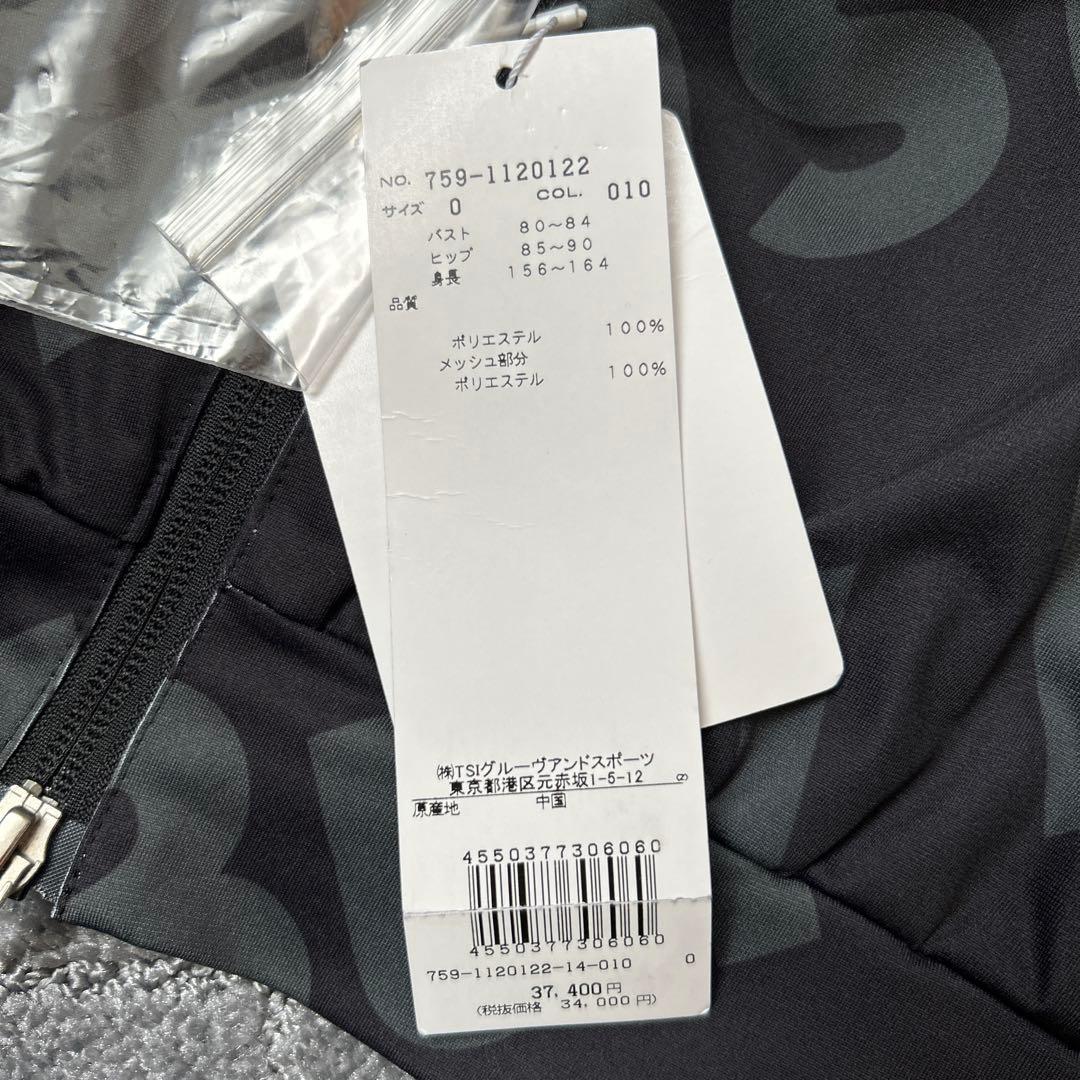 NO. 759-1120122
サイズ 0 COL. 010
バスト 80~84
ヒップ 85~90
身長 156~164
品質
ポリエステル 100%
メッシュ部分
ポリエステル 100%
㈱TSIグルーヴアンドスポーツ
東京都港区元赤坂1-5-12
原産地 中国
4550377306060
4550377306060
759-1120122-14-010 0
37,400円
(税抜価格 34,000円)